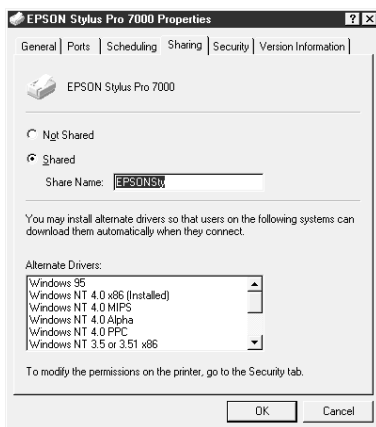 EPSON Stylus Pro 7000 Properties
General Ports Scheduling Sharing Security Version Information
EPSON Stylus Pro 7000
Not Shared
Shared
Share Name: EPSONSty
You may install alternate drivers so that users on the following systems can
download them automatically when they connect.
Alternate Drivers:
Windows 95
Windows NT 4.0 x86 (Installed)
Windows NT 4.0 MIPS
Windows NT 4.0 Alpha
Windows NT 4.0 PPC
Windows NT 3.5 or 3.51 x86
To modify the permissions on the printer, go to the Security tab.
OK Cancel